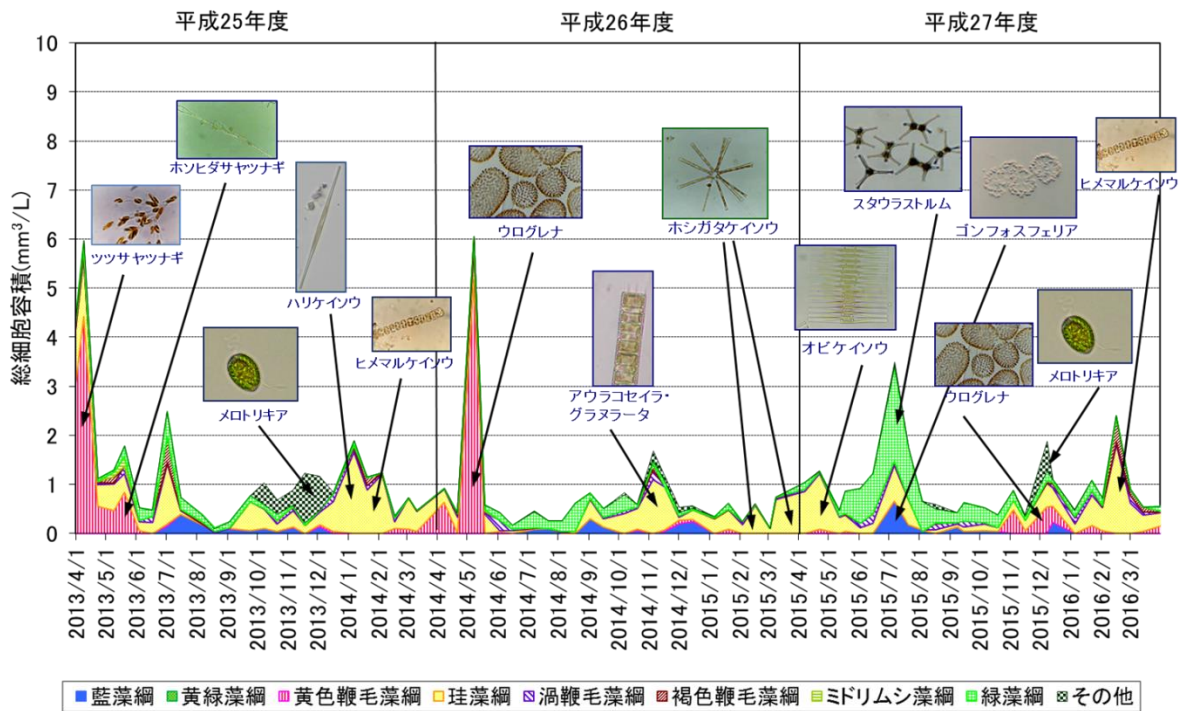 平成25年度 平成26年度 平成27年度
総細胞容積(mm³/L)
10
9
8
7
6
5
4
3
2
1
0
ホソヒダサヤツナギ
ツツサヤツナギ
ハリケイソウ
メロトリキア
ヒメマルケイソウ
ウログレナ
ホシガタケイソウ
アウラコセイラ・
グラヌラータ
スタウラストルム
ゴンフォスフェリア
ヒメマルケイソウ
オビケイソウ
ウログレナ
メロトリキア
2013/4/1
2013/5/1
2013/6/1
2013/7/1
2013/8/1
2013/9/1
2013/10/1
2013/11/1
2013/12/1
2014/1/1
2014/2/1
2014/3/1
2014/4/1
2014/5/1
2014/6/1
2014/7/1
2014/8/1
2014/9/1
2014/10/1
2014/11/1
2014/12/1
2015/1/1
2015/2/1
2015/3/1
2015/4/1
2015/5/1
2015/6/1
2015/7/1
2015/8/1
2015/9/1
2015/10/1
2015/11/1
2015/12/1
2016/1/1
2016/2/1
2016/3/1
藍藻綱 黄緑藻綱 黄色鞭毛藻綱 珪藻綱 渦鞭毛藻綱 褐色鞭毛藻綱 ミドリムシ藻綱 緑藻綱 その他